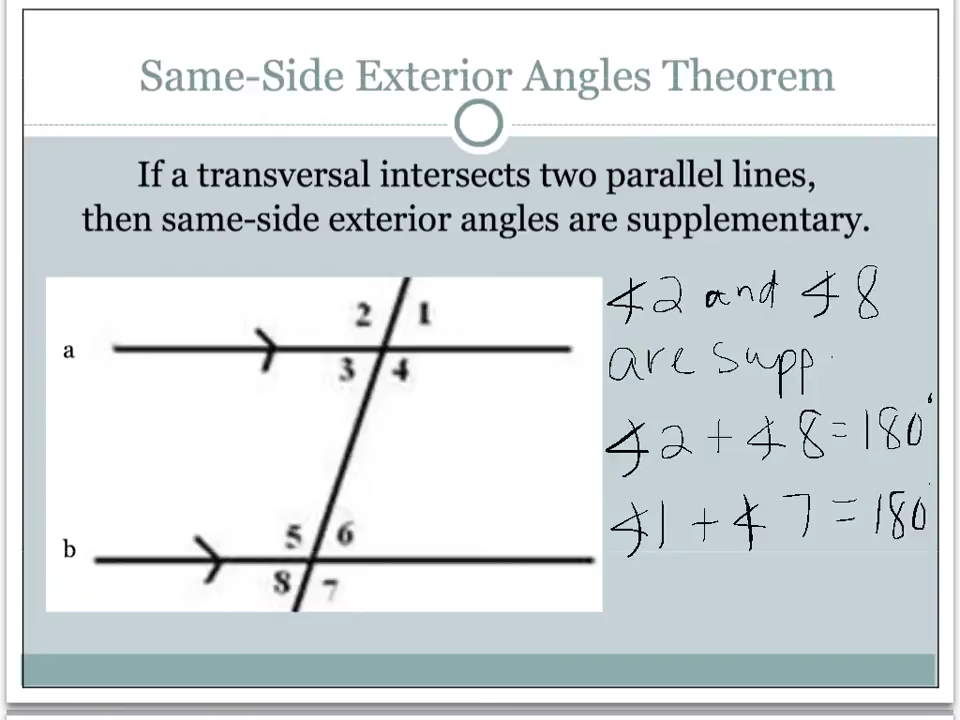 Same-Side Exterior Angles Theorem
If a transversal intersects two parallel lines,
then same-side exterior angles are supplementary.
2 1
a
3 4
5 6
b
8 7
∠2 and ∠8
are supp.
∠2 + ∠8 = 180°
∠1 + ∠7 = 180°